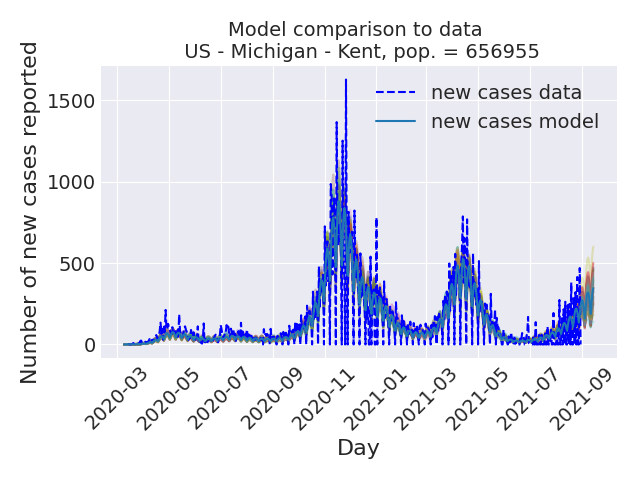 Model comparison to data
US - Michigan - Kent, pop. = 656955
Number of new cases reported
1500
1000
500
0
new cases data
new cases model
2020-03
2020-05
2020-07
2020-09
2020-11
2021-01
2021-03
2021-05
2021-07
2021-09
Day